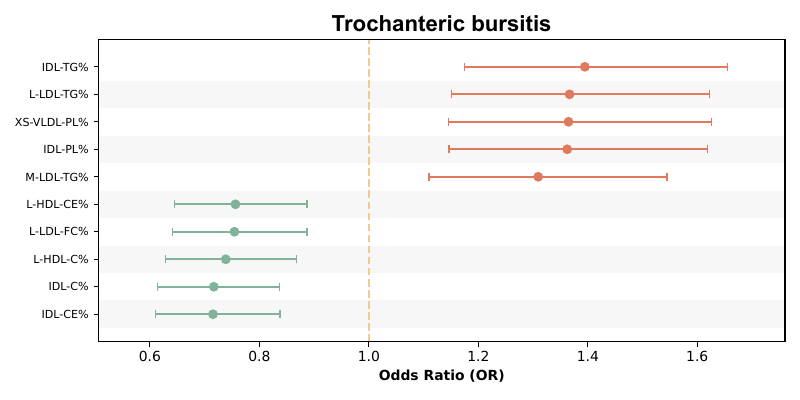 Trochanteric bursitis
IDL-TG%
L-LDL-TG%
XS-VLDL-PL%
IDL-PL%
M-LDL-TG%
L-HDL-CE%
L-LDL-FC%
L-HDL-C%
IDL-C%
IDL-CE%
0.6 0.8 1.0 1.2 1.4 1.6
Odds Ratio (OR)